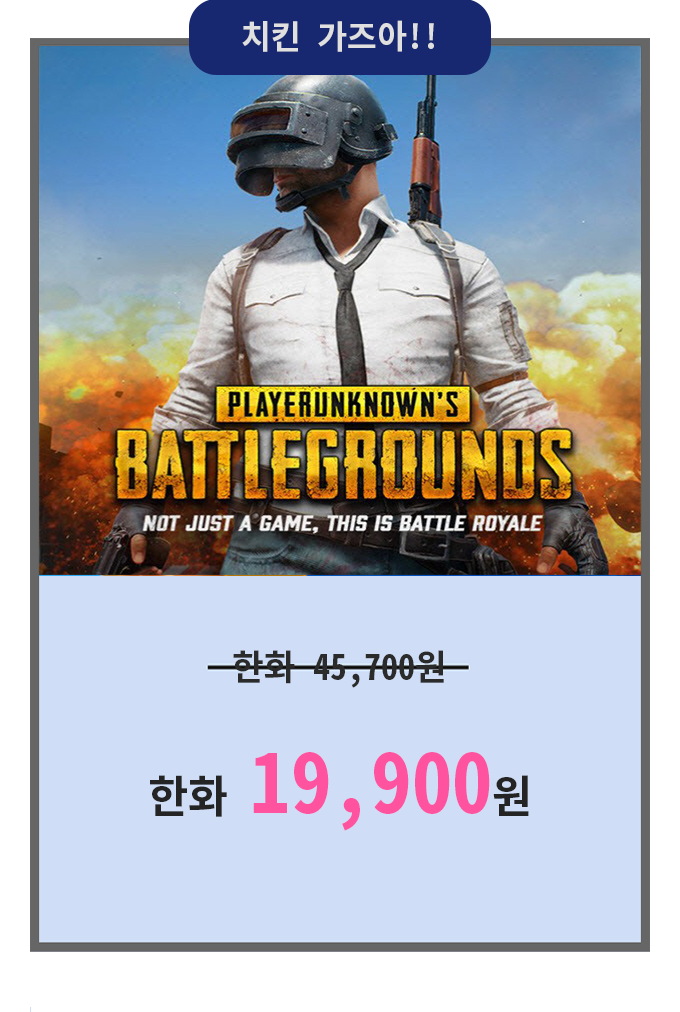 치킨 가즈아!!
PLAYERUNKNOWN'S
BATTLEGROUNDS
NOT JUST A GAME, THIS IS BATTLE ROYALE
한화 45,700원
한화 19,900원